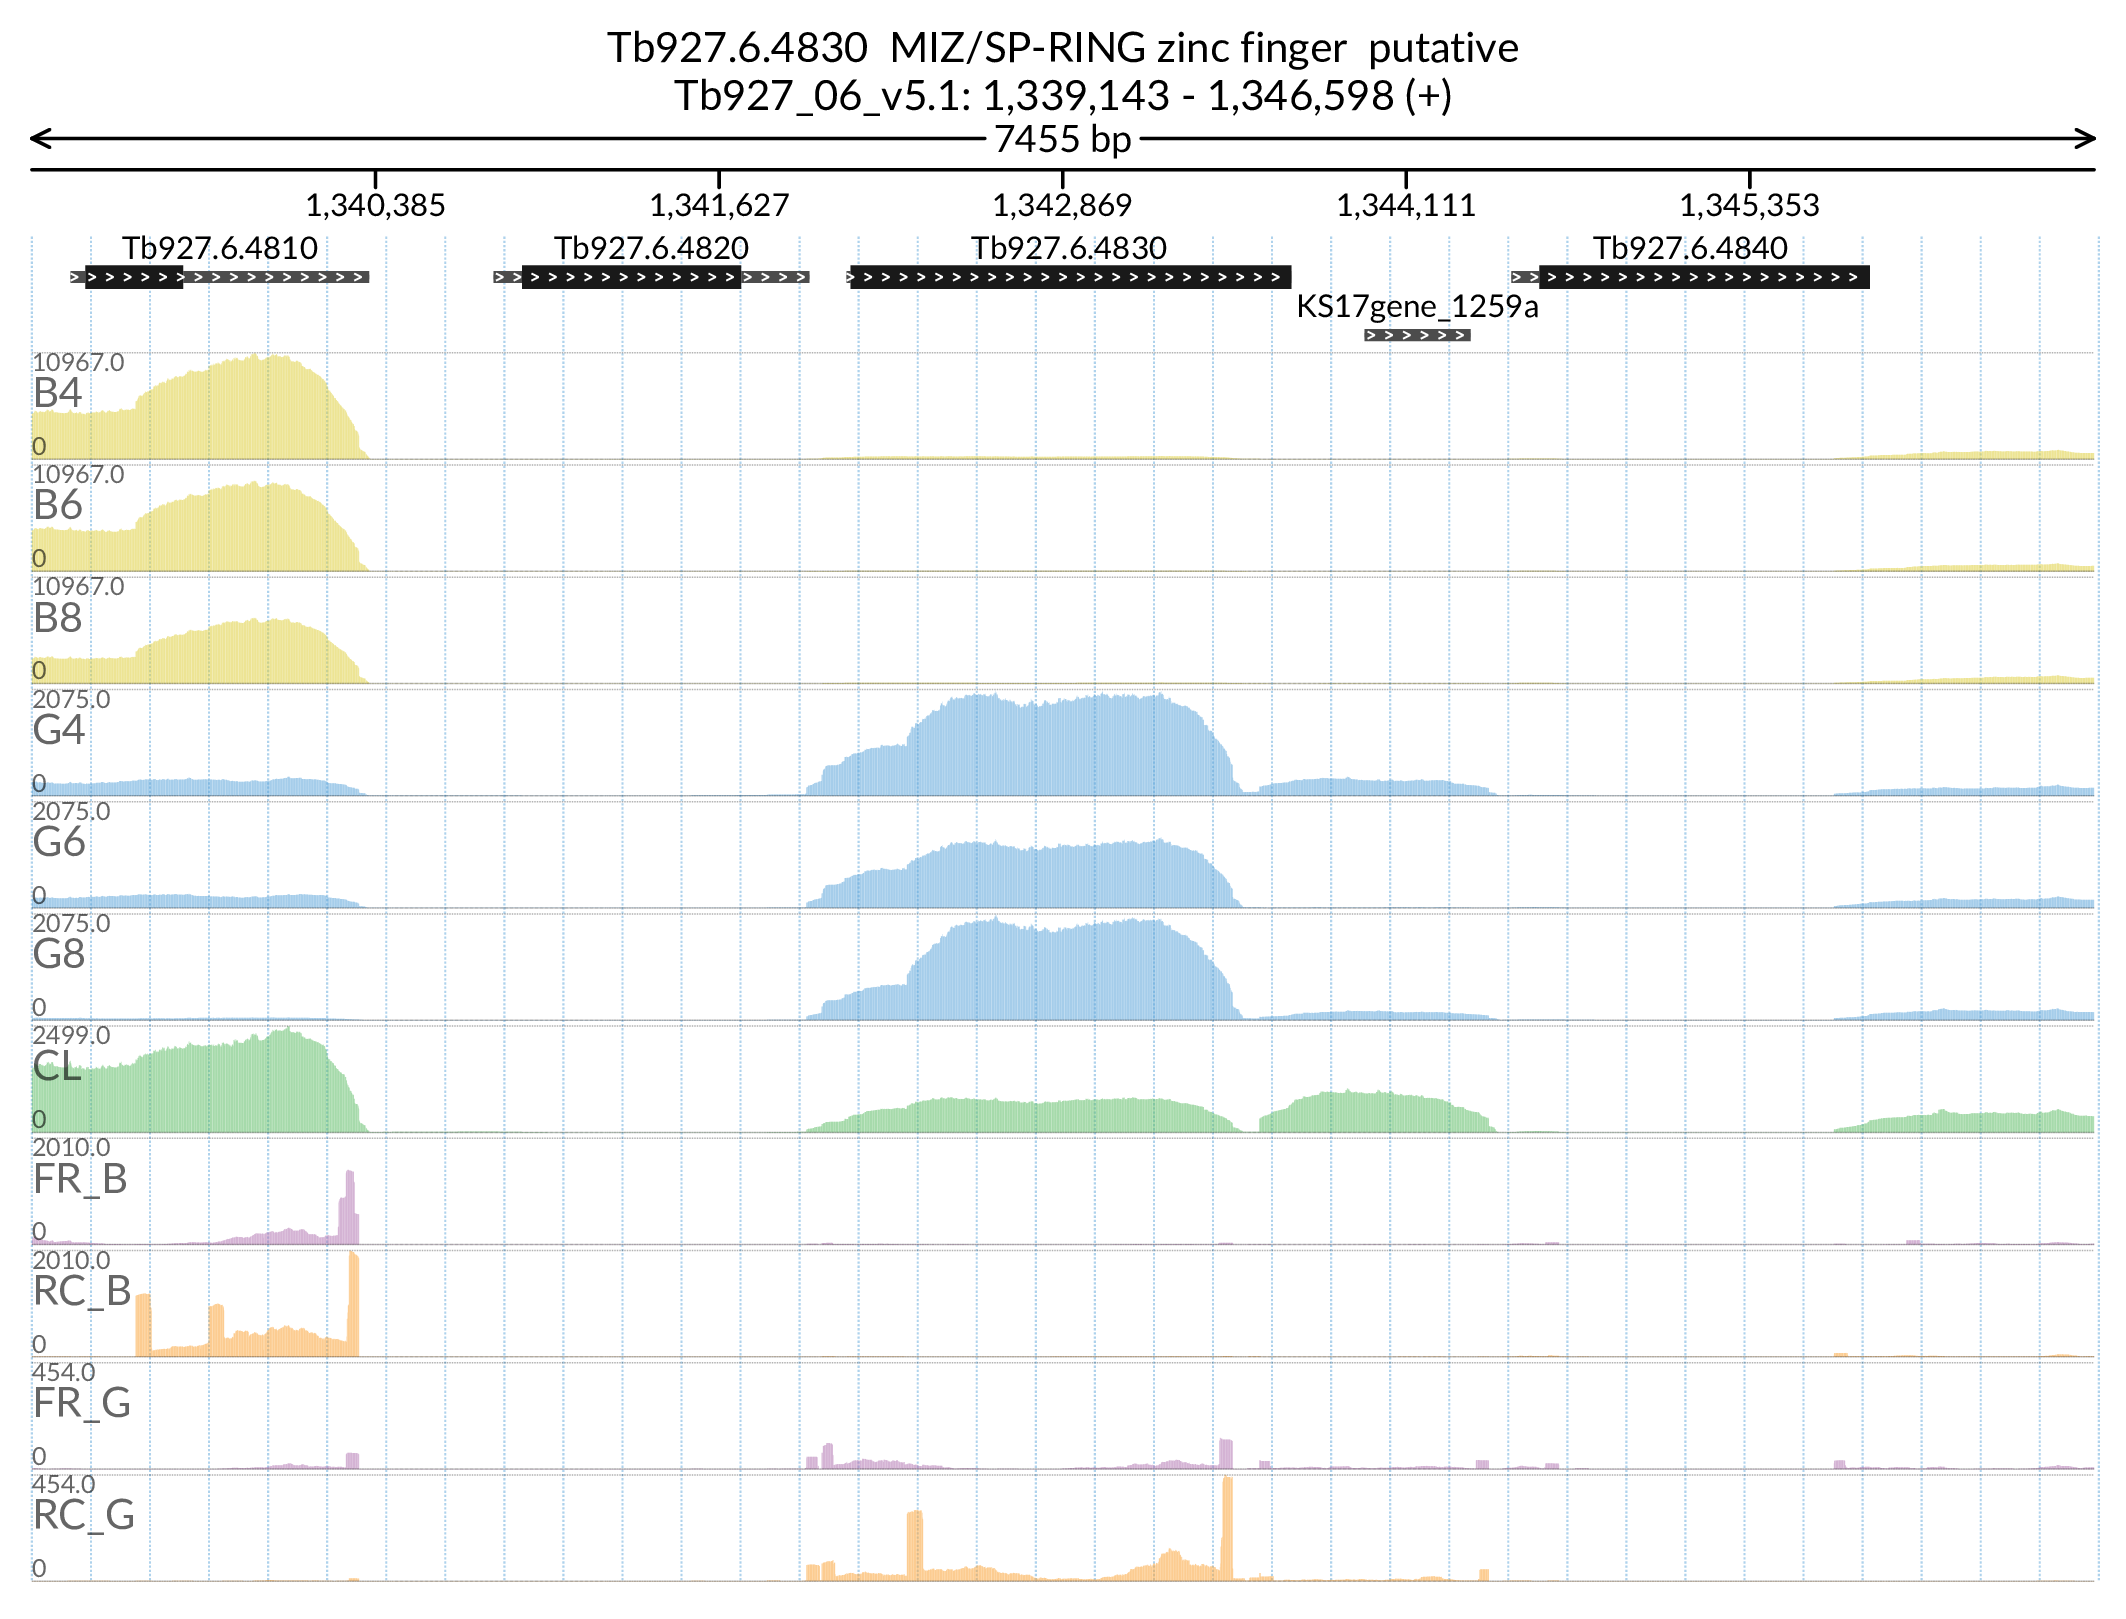 Tb927.6.4830  MIZ/SP-RING zinc finger  putative
Tb927_06_v5.1: 1,339,143 - 1,346,598 (+)
7455 bp
1,340,385 1,341,627 1,342,869 1,344,111 1,345,353
Tb927.6.4810 Tb927.6.4820 Tb927.6.4830 Tb927.6.4840
KS17gene_1259a
10967.0
B4
0
10967.0
B6
0
10967.0
B8
0
2075.0
G4
0
2075.0
G6
0
2075.0
G8
0
2499.0
CL
0
2010.0
FR_B
0
2010.0
RC_B
0
454.0
FR_G
0
454.0
RC_G
0